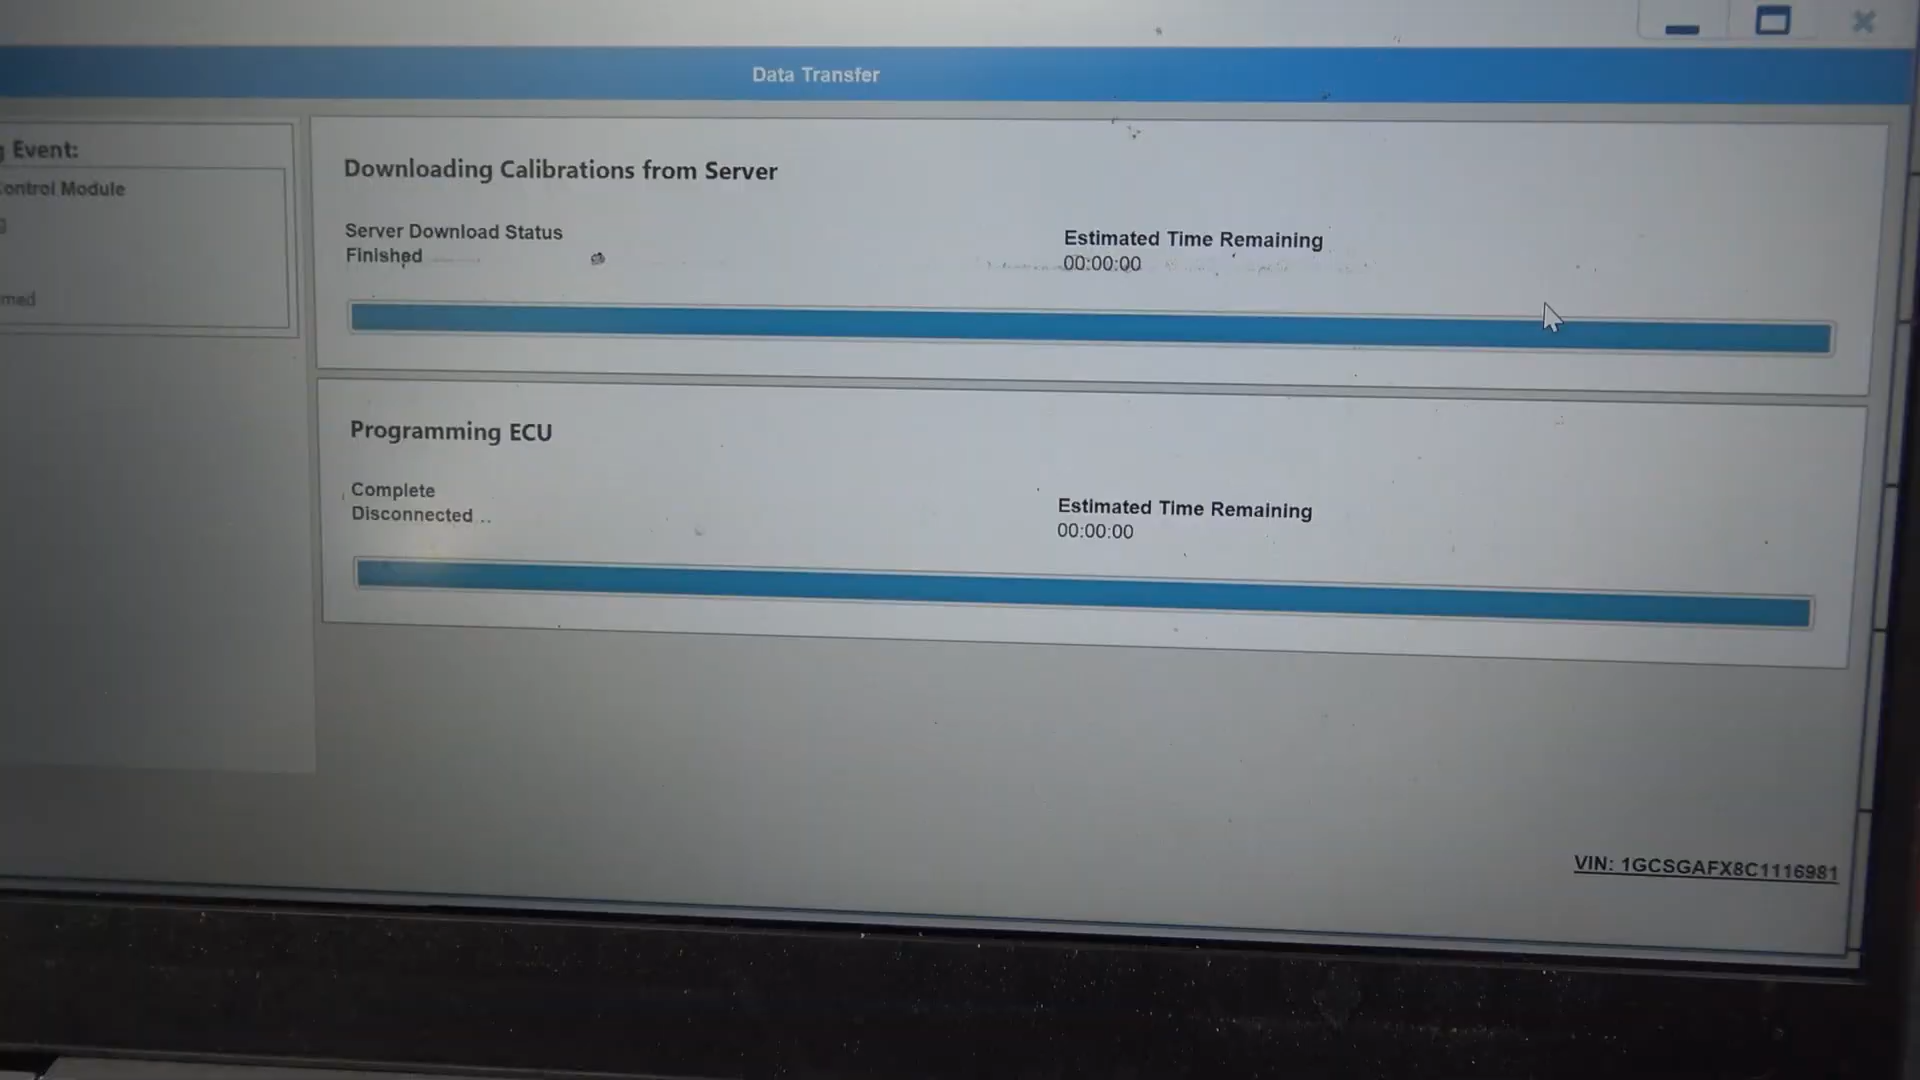 Data Transfer
Event:
ontrol Module
med
Downloading Calibrations from Server
Server Download Status
Finished
Estimated Time Remaining
00:00:00
Programming ECU
Complete
Disconnected ..
Estimated Time Remaining
00:00:00
VIN: 1GCSGAFX8C1116981